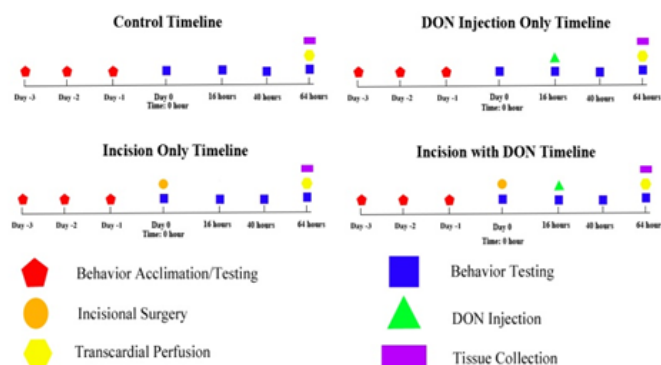 Control Timeline
DON Injection Only Timeline
Day -3 Day -2 Day -1 Day 0 16 hours 40 hours 64 hours
Time: 0 hour
Day -3 Day -2 Day -1 Day 0 16 hours 40 hours 64 hours
Time: 0 hour
Incision Only Timeline
Incision with DON Timeline
Day -3 Day -2 Day -1 Day 0 16 hours 40 hours 64 hours
Time: 0 hour
Day -3 Day -2 Day -1 Day 0 16 hours 40 hours 64 hours
Time: 0 hour
Behavior Acclimation/Testing
Behavior Testing
Incisional Surgery
DON Injection
Transcardial Perfusion
Tissue Collection